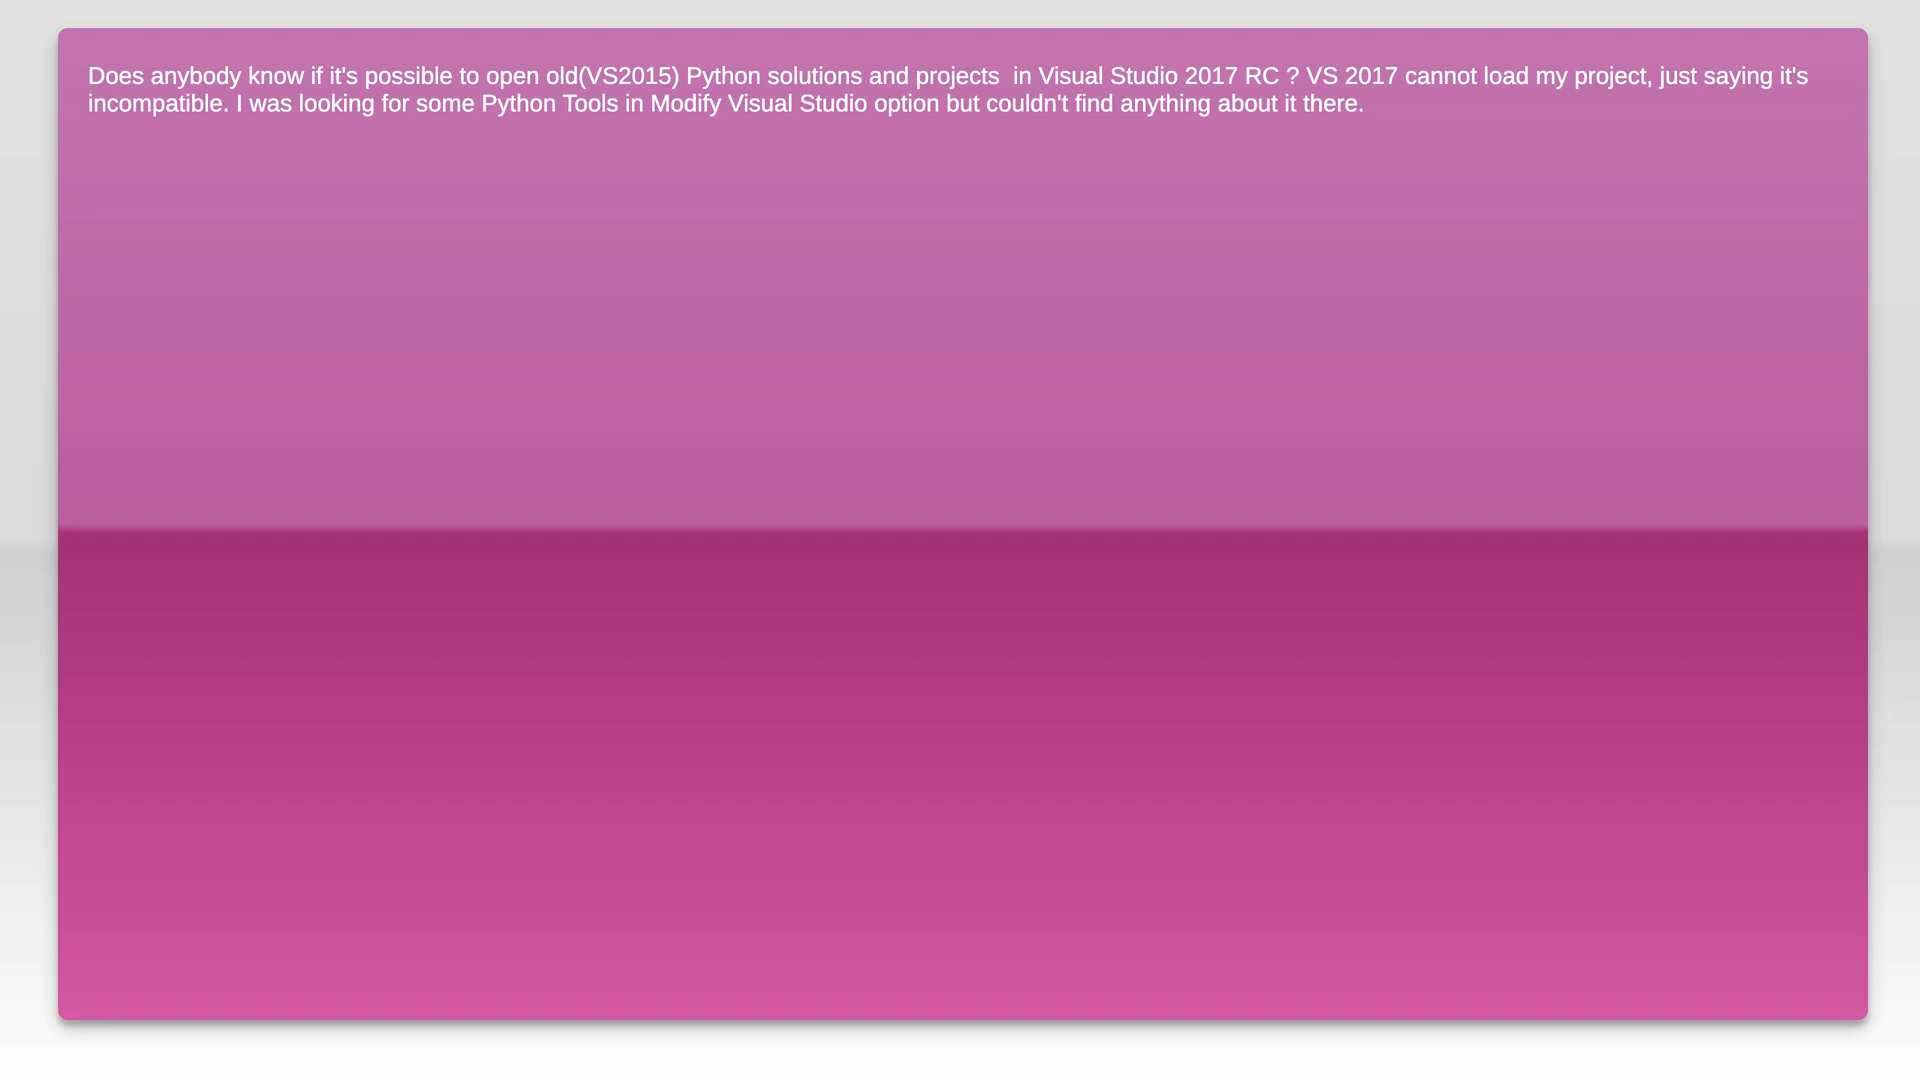 Does anybody know if it's possible to open old(VS2015) Python solutions and projects  in Visual Studio 2017 RC ? VS 2017 cannot load my project, just saying it's
incompatible. I was looking for some Python Tools in Modify Visual Studio option but couldn't find anything about it there.